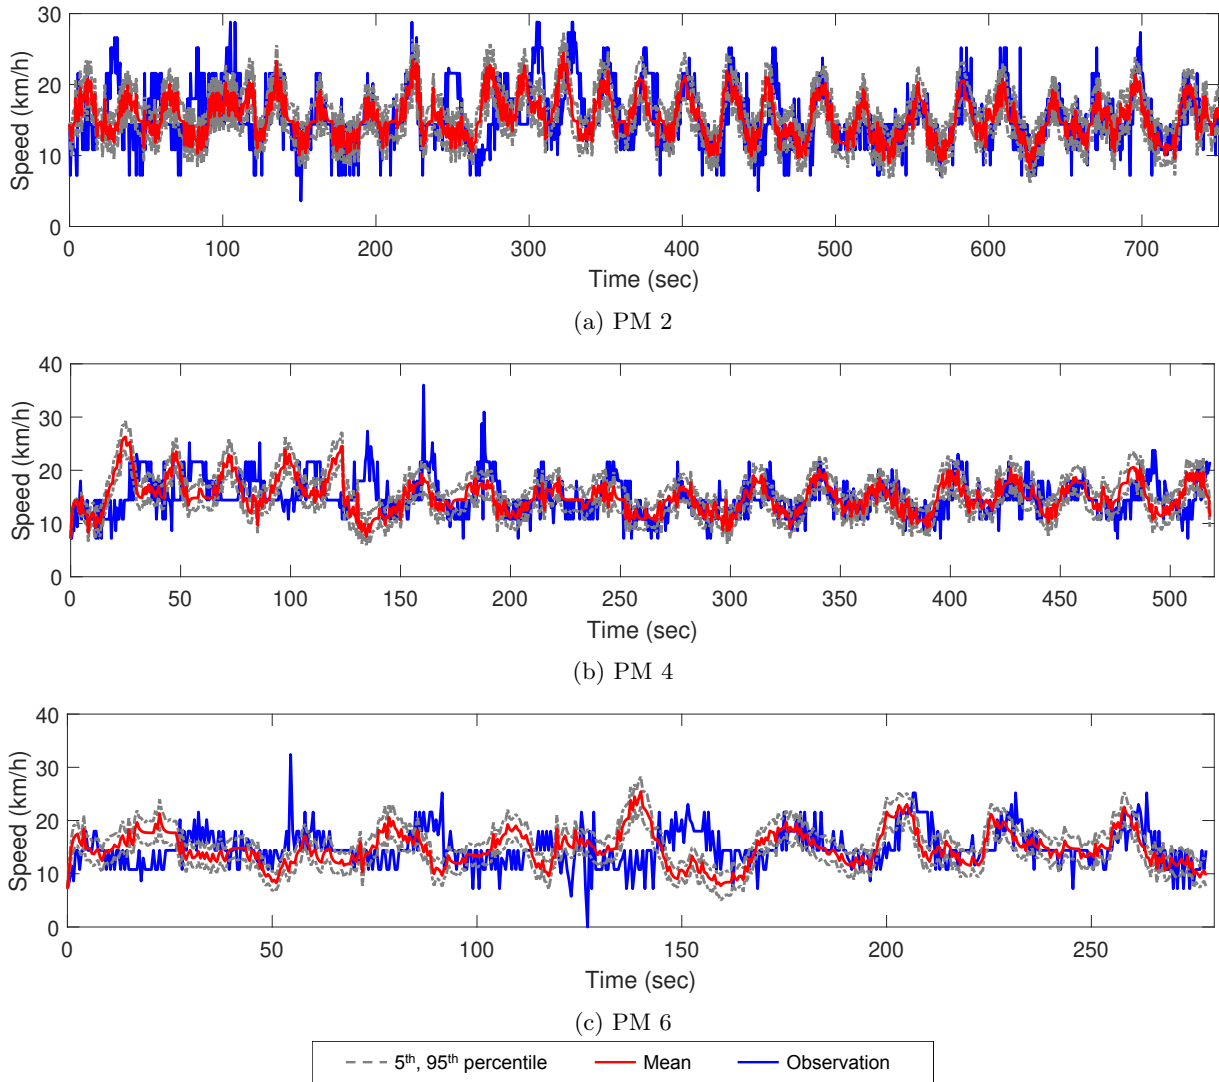 30
20
10
0
Speed (km/h)
0 100 200 300 400 500 600 700
Time (sec)
(a) PM 2
40
30
20
10
0
Speed (km/h)
0 50 100 150 200 250 300 350 400 450 500
Time (sec)
(b) PM 4
40
30
20
10
0
Speed (km/h)
0 50 100 150 200 250
Time (sec)
(c) PM 6
5th, 95th percentile Mean Observation